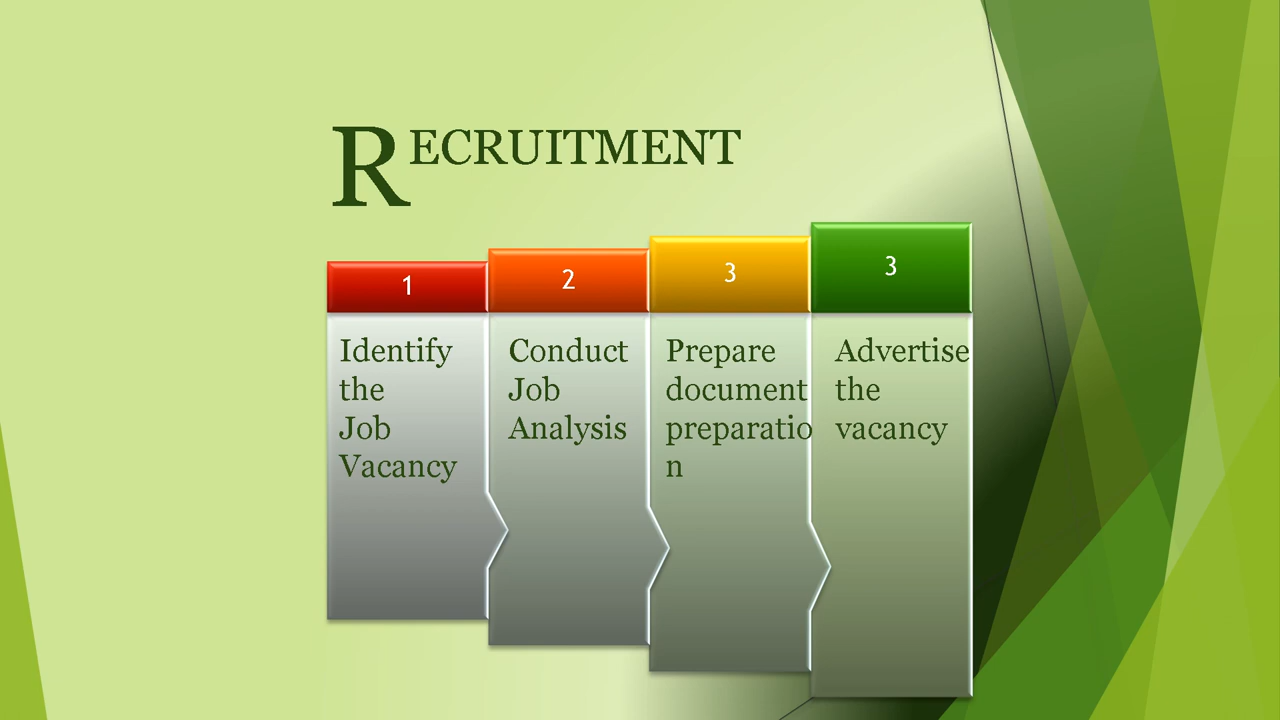 RECRUITMENT
1
Identify
the
Job
Vacancy
2
Conduct
Job
Analysis
3
Prepare
document
preparatio
n
3
Advertise
the
vacancy